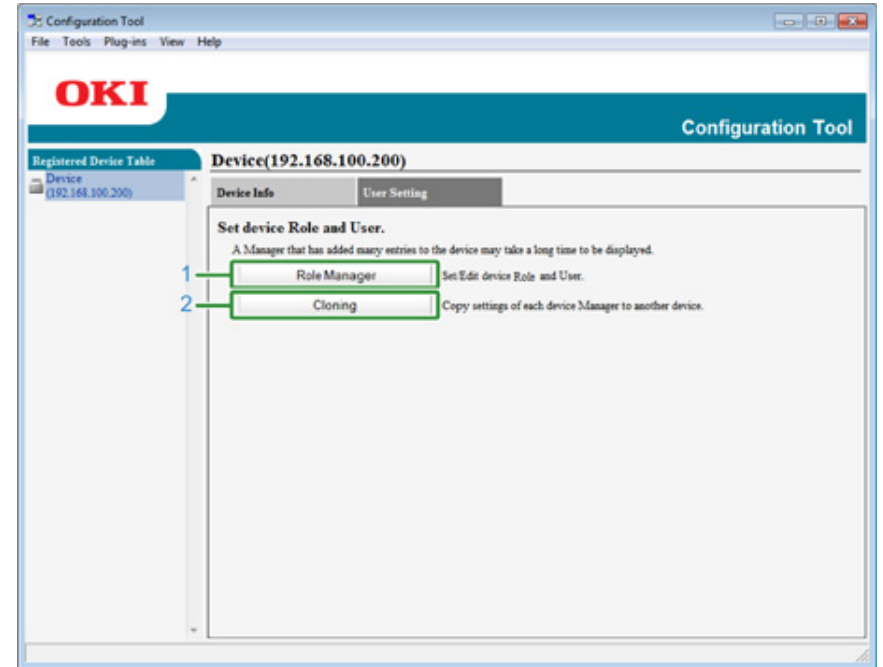 Configuration Tool
File Tools Plug-ins View Help
OKI
Configuration Tool
Registered Device Table
Device
(192.168.100.200)
Device(192.168.100.200)
Device Info
User Setting
Set device Role and User.
A Manager that has added many entries to the device may take a long time to be displayed.
1
Role Manager
Set/Edit device Role and User.
2
Cloning
Copy settings of each device Manager to another device.